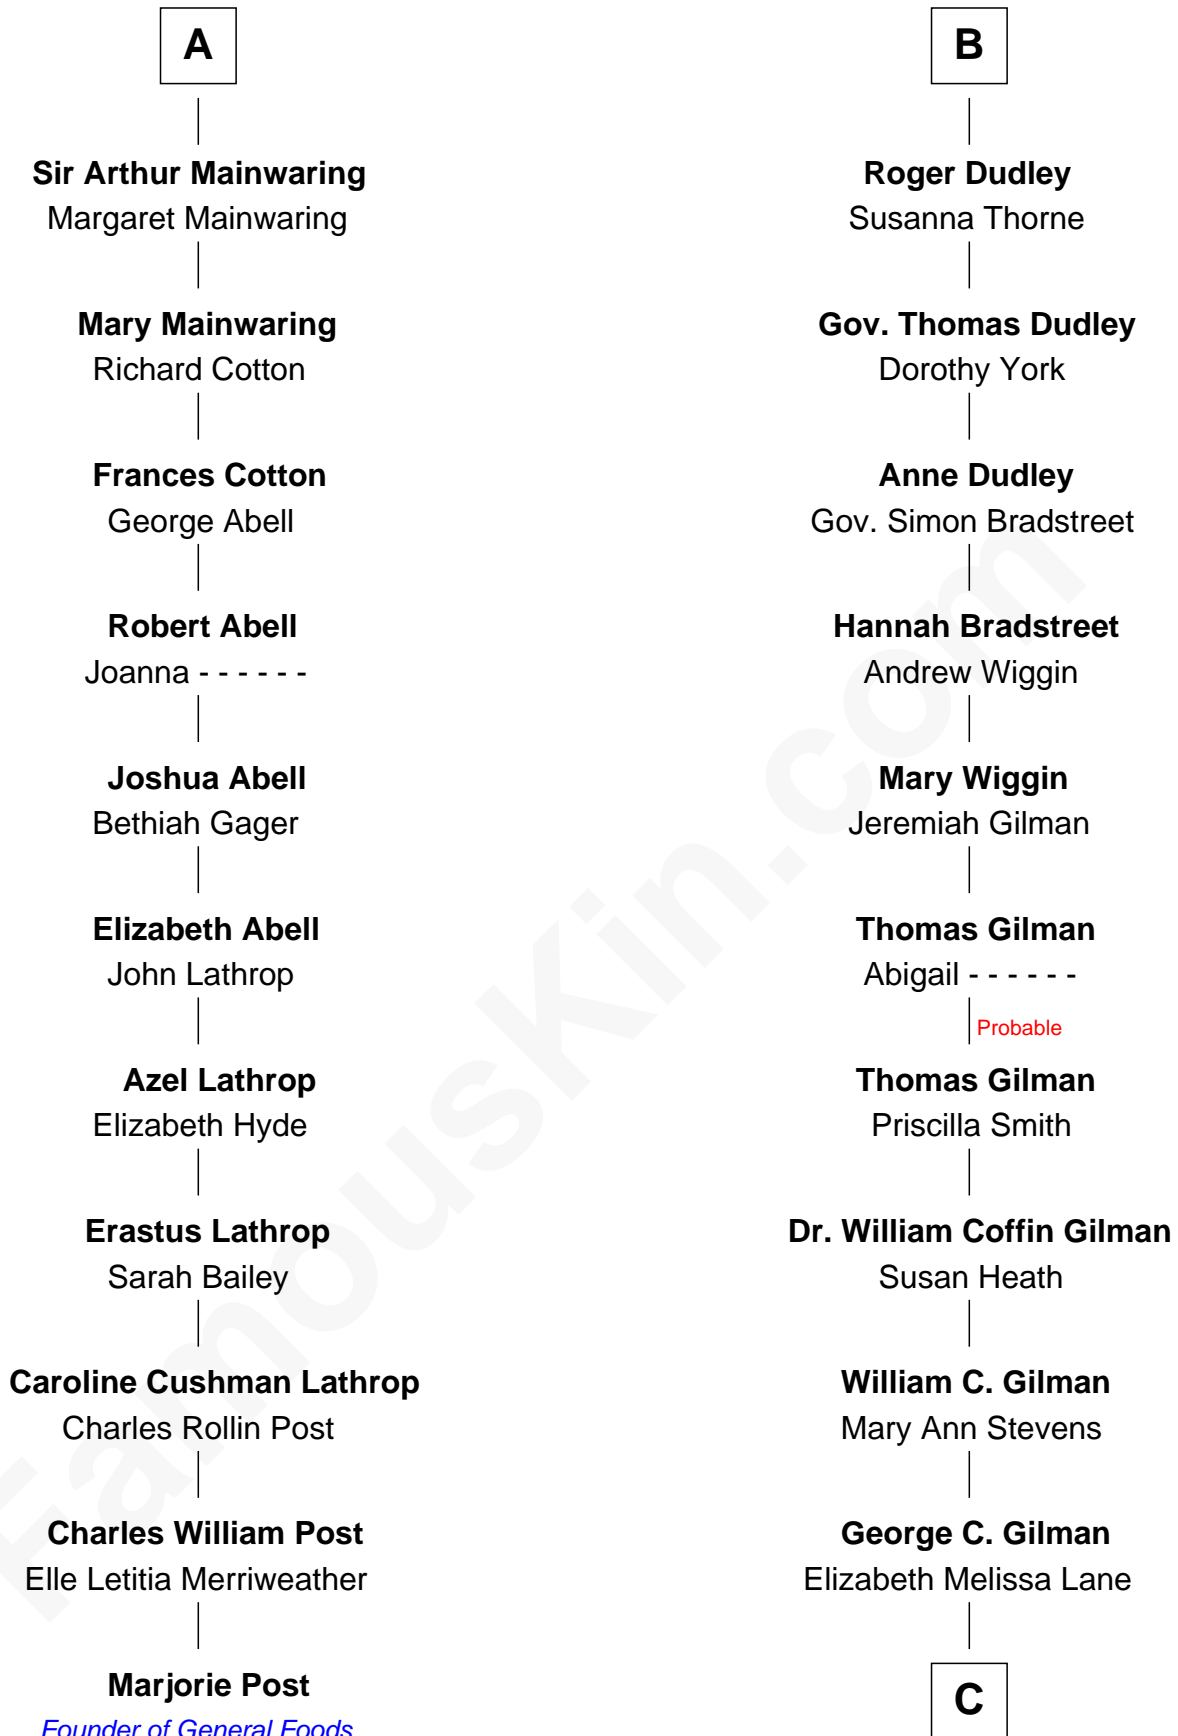 A
Sir Arthur Mainwaring
Margaret Mainwaring
Mary Mainwaring
Richard Cotton
Frances Cotton
George Abell
Robert Abell
Joanna - - - - - -
Joshua Abell
Bethiah Gager
Elizabeth Abell
John Lathrop
Azel Lathrop
Elizabeth Hyde
Erastus Lathrop
Sarah Bailey
Caroline Cushman Lathrop
Charles Rollin Post
Charles William Post
Elle Letitia Merriweather
Marjorie Post
Founder of General Foods
B
Roger Dudley
Susanna Thorne
Gov. Thomas Dudley
Dorothy York
Anne Dudley
Gov. Simon Bradstreet
Hannah Bradstreet
Andrew Wiggin
Mary Wiggin
Jeremiah Gilman
Thomas Gilman
Abigail - - - - - -
Probable
Thomas Gilman
Priscilla Smith
Dr. William Coffin Gilman
Susan Heath
William C. Gilman
Mary Ann Stevens
George C. Gilman
Elizabeth Melissa Lane
C
FamousKin.com